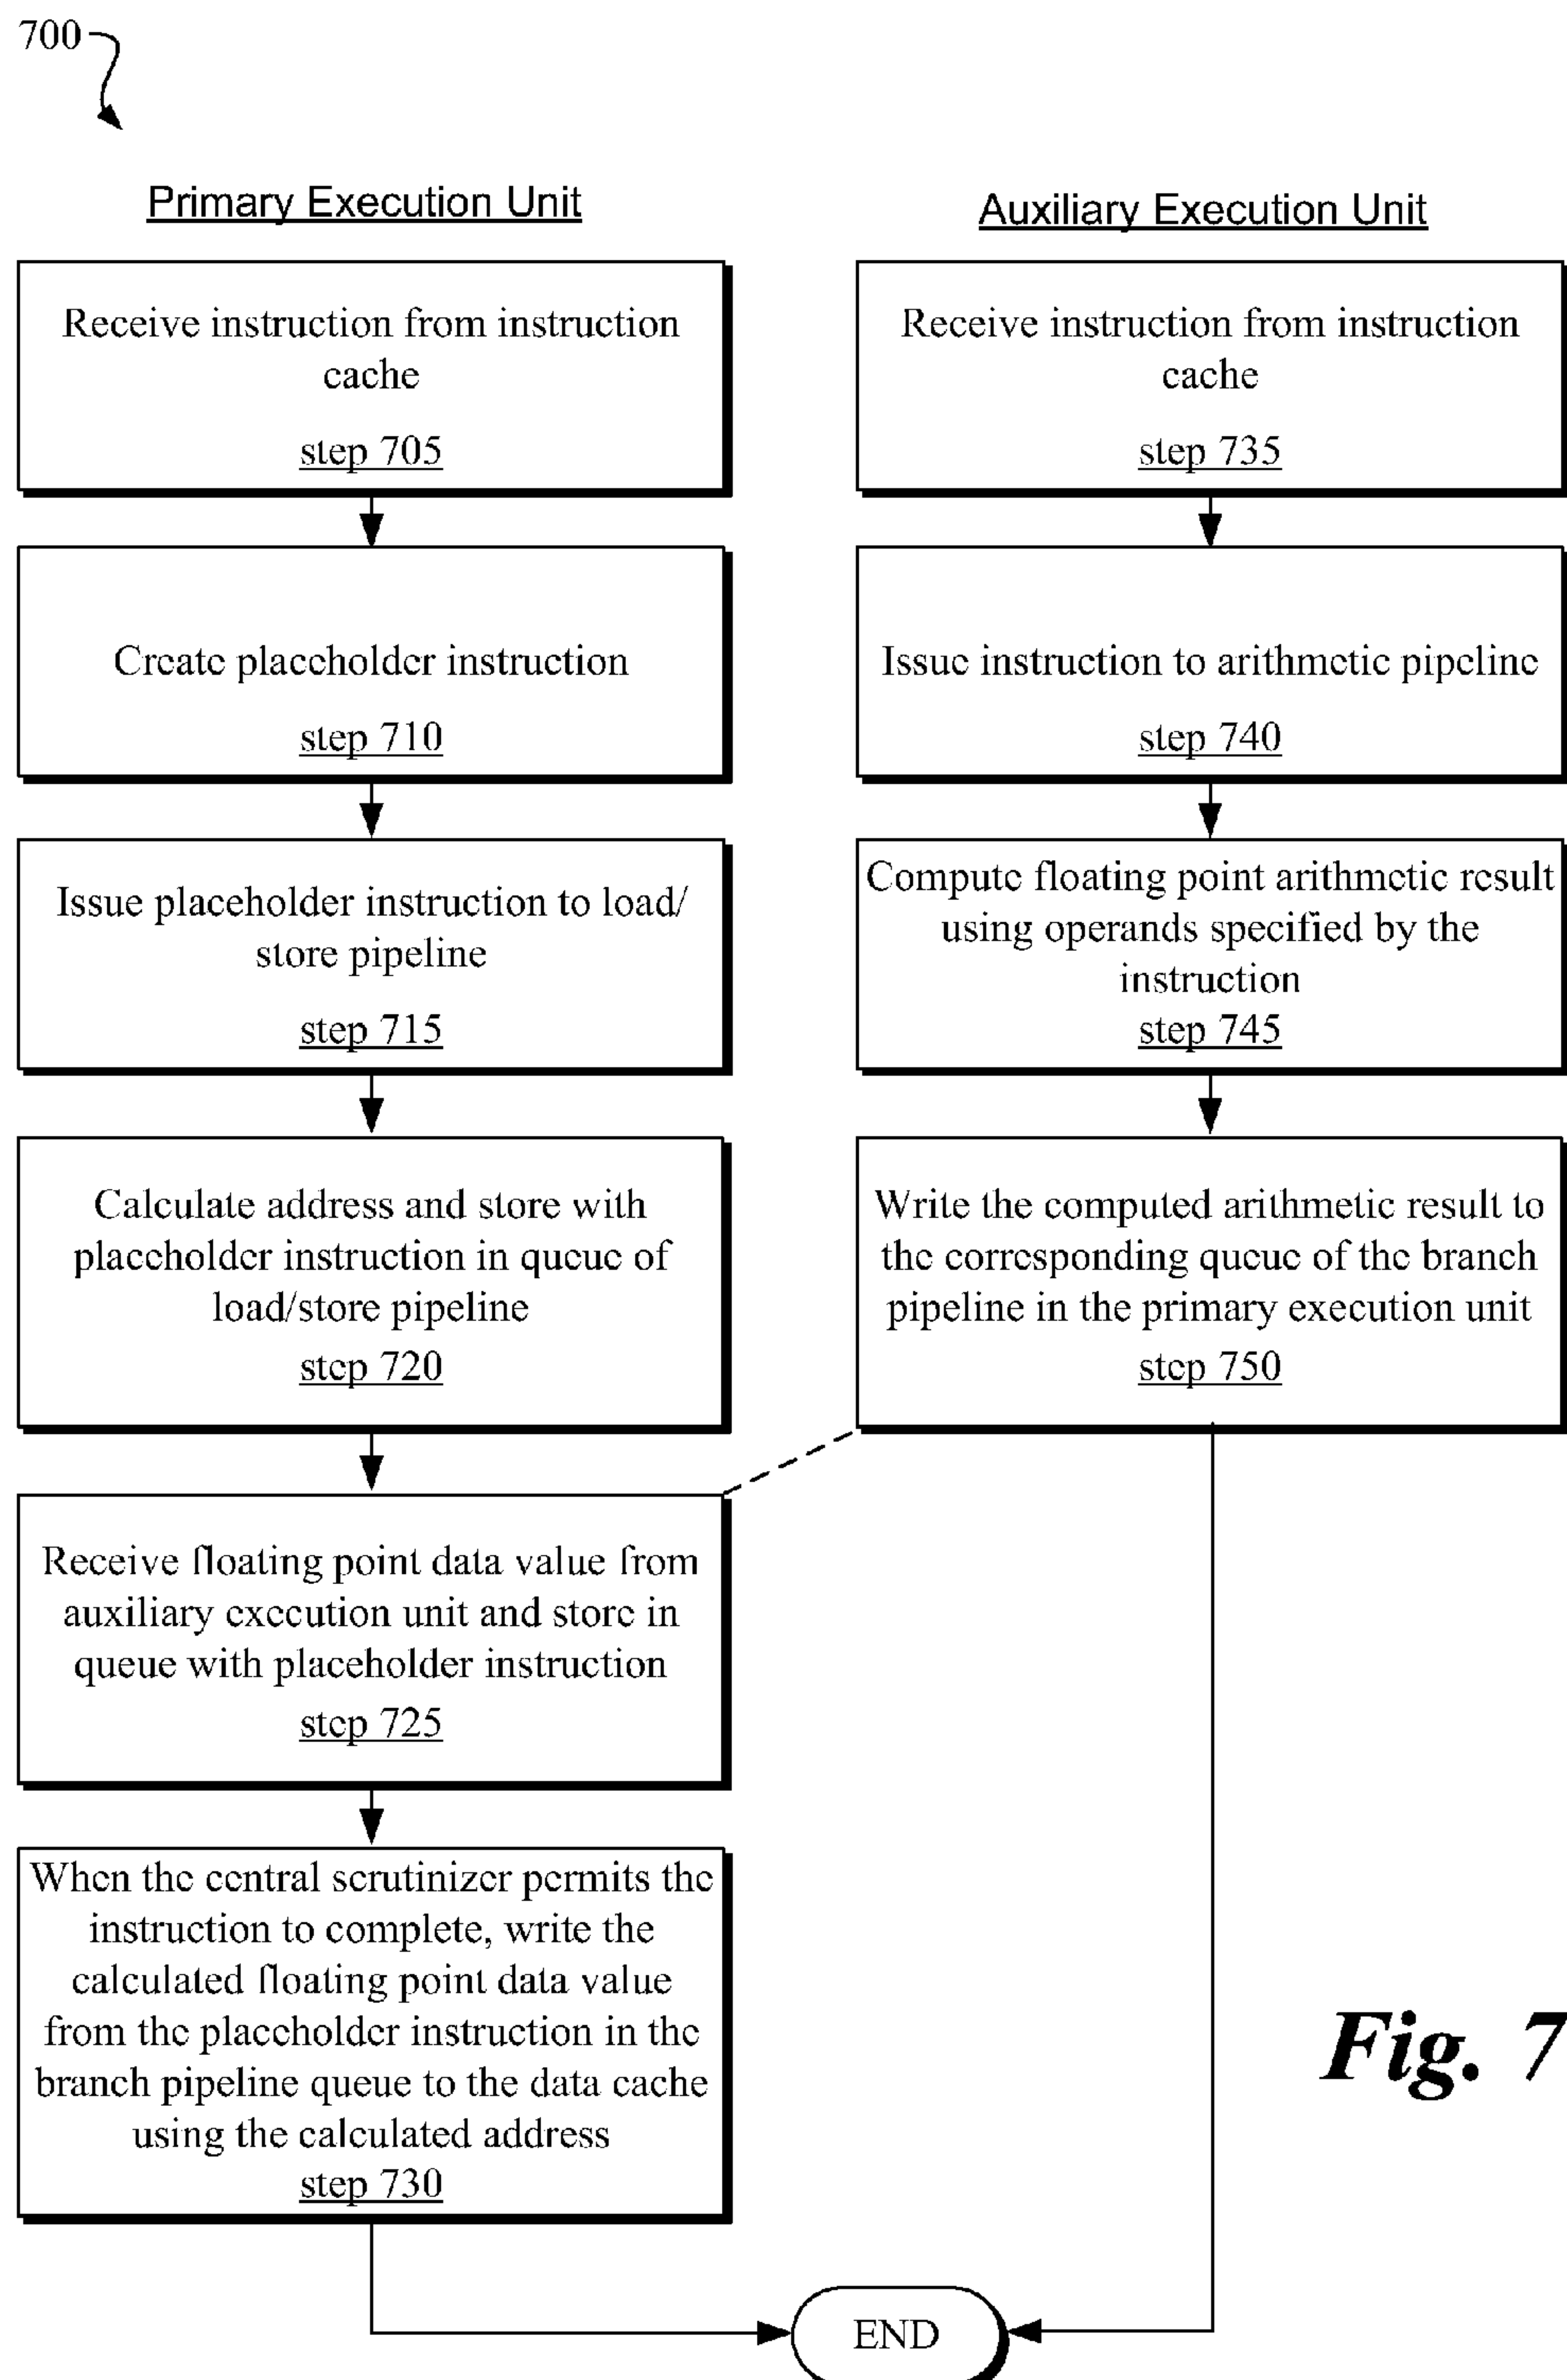 700
Primary Execution Unit
Receive instruction from instruction
cache
step 705
Create placeholder instruction
step 710
Issue placeholder instruction to load/
store pipeline
step 715
Calculate address and store with
placeholder instruction in queue of
load/store pipeline
step 720
Receive floating point data value from
auxiliary execution unit and store in
queue with placeholder instruction
step 725
When the central scrutinizer permits the
instruction to complete, write the
calculated floating point data value
from the placeholder instruction in the
branch pipeline queue to the data cache
using the calculated address
step 730
Auxiliary Execution Unit
Receive instruction from instruction
cache
step 735
Issue instruction to arithmetic pipeline
step 740
Compute floating point arithmetic result
using operands specified by the
instruction
step 745
Write the computed arithmetic result to
the corresponding queue of the branch
pipeline in the primary execution unit
step 750
END
Fig. 7